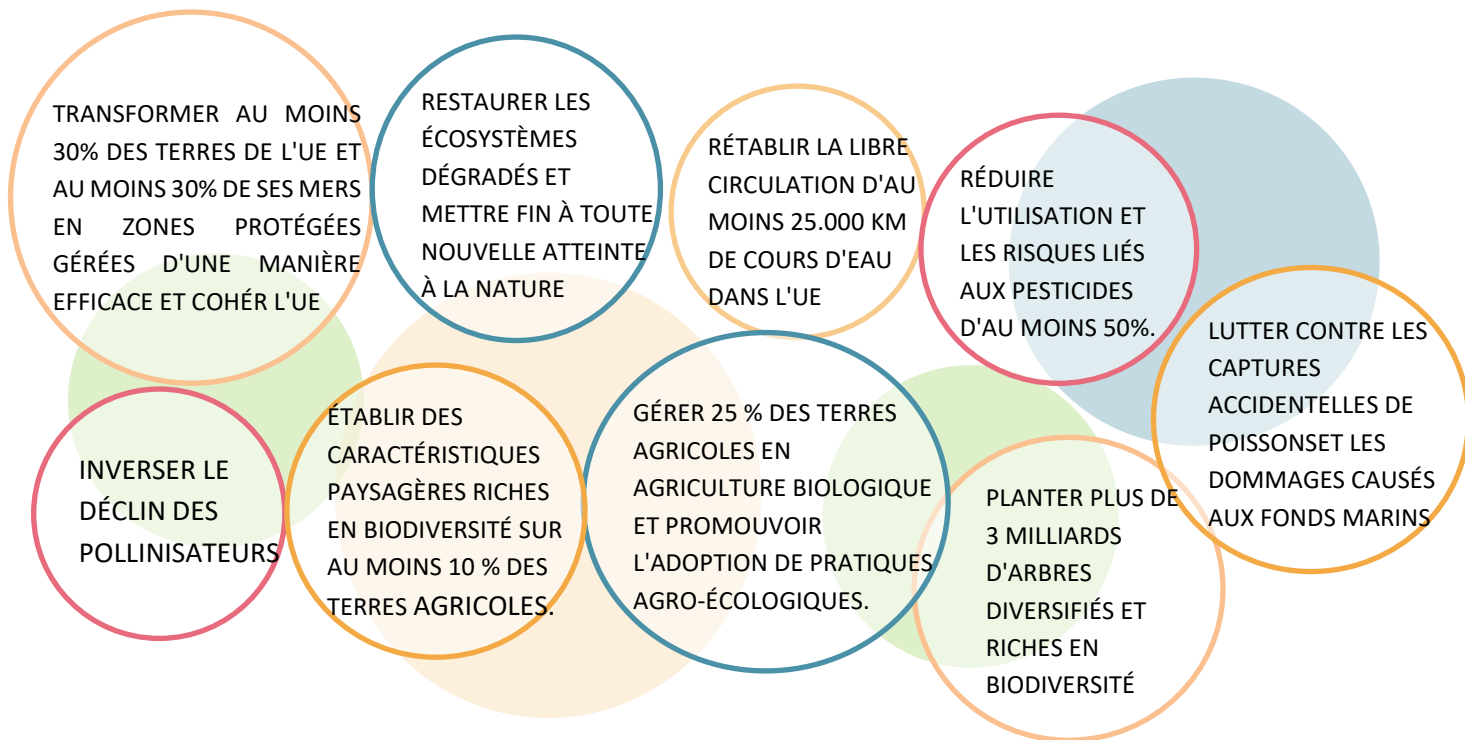 TRANSFORMER AU MOINS
30% DES TERRES DE L'UE ET
AU MOINS 30% DE SES MERS
EN ZONES PROTÉGÉES
GÉRÉES D'UNE MANIÈRE
EFFICACE ET COHÉR L'UE
RESTAURER LES
ÉCOSYSTÈMES
DÉGRADÉS ET
METTRE FIN À TOUTE
NOUVELLE ATTEINTE
À LA NATURE
RÉTABLIR LA LIBRE
CIRCULATION D'AU
MOINS 25.000 KM
DE COURS D'EAU
DANS L'UE
RÉDUIRE
L'UTILISATION ET
LES RISQUES LIÉS
AUX PESTICIDES
D'AU MOINS 50%.
LUTTER CONTRE LES
CAPTURES
ACCIDENTELLES DE
POISSONSET LES
DOMMAGES CAUSÉS
AUX FONDS MARINS
INVERSER LE
DÉCLIN DES
POLLINISATEURS
ÉTABLIR DES
CARACTÉRISTIQUES
PAYSAGÈRES RICHES
EN BIODIVERSITÉ SUR
AU MOINS 10 % DES
TERRES AGRICOLES.
GÉRER 25 % DES TERRES
AGRICOLES EN
AGRICULTURE BIOLOGIQUE
ET PROMOUVOIR
L'ADOPTION DE PRATIQUES
AGRO-ÉCOLOGIQUES.
PLANTER PLUS DE
3 MILLIARDS
D'ARBRES
DIVERSIFIÉS ET
RICHES EN
BIODIVERSITÉ